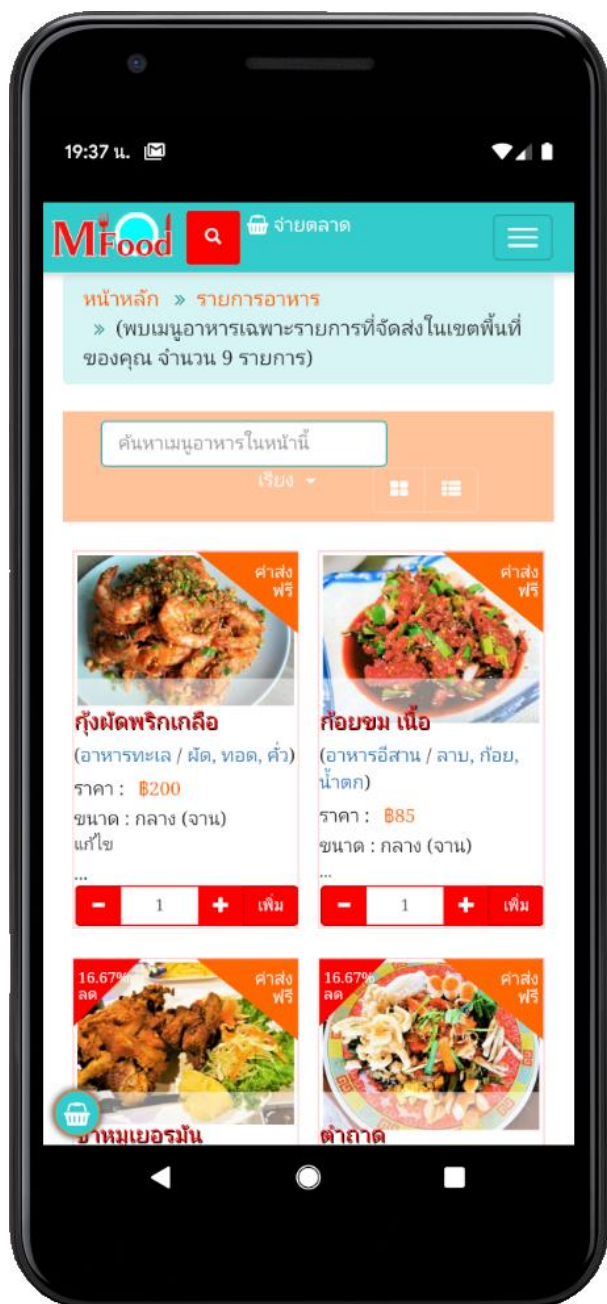 19:37 น.
MFood
จ่ายตลาด
หน้าหลัก » รายการอาหาร
» (พบเมนูอาหารเฉพาะรายการที่จัดส่งในเขตพื้นที่
ของคุณ จำนวน 9 รายการ)
ค้นหาเมนูอาหารในหน้านี้
เรียง
ค่าส่ง
ฟรี
กุ้งผัดพริกเกลือ
(อาหารทะเล / ผัด, ทอด, คั่ว)
ราคา : ฿200
ขนาด : กลาง (จาน)
แก้ไข
...
1
เพิ่ม
ค่าส่ง
ฟรี
ก้อยขม เนื้อ
(อาหารอีสาน / ลาบ, ก้อย,
น้ำตก)
ราคา : ฿85
ขนาด : กลาง (จาน)
...
1
เพิ่ม
16.67%
ลด
ค่าส่ง
ฟรี
ขาหมูเยอรมัน
16.67%
ลด
ค่าส่ง
ฟรี
ตำถาด